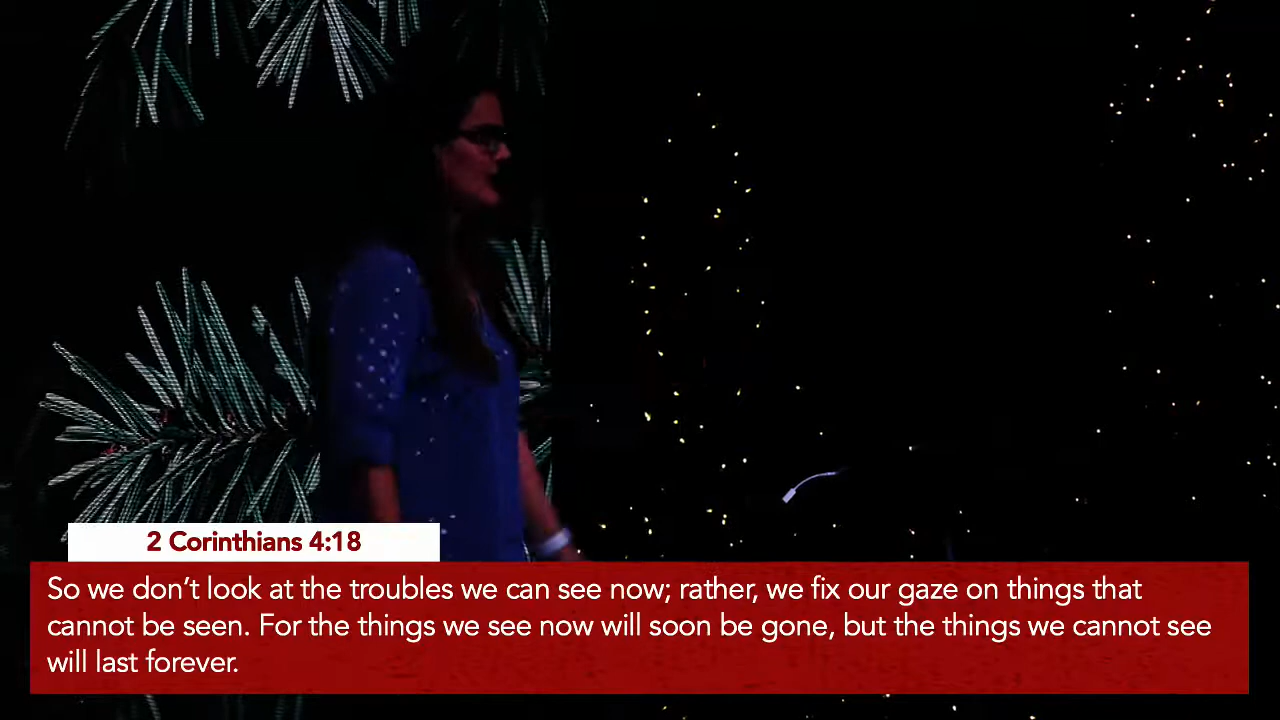 2 Corinthians 4:18
So we don’t look at the troubles we can see now; rather, we fix our gaze on things that
cannot be seen. For the things we see now will soon be gone, but the things we cannot see
will last forever.